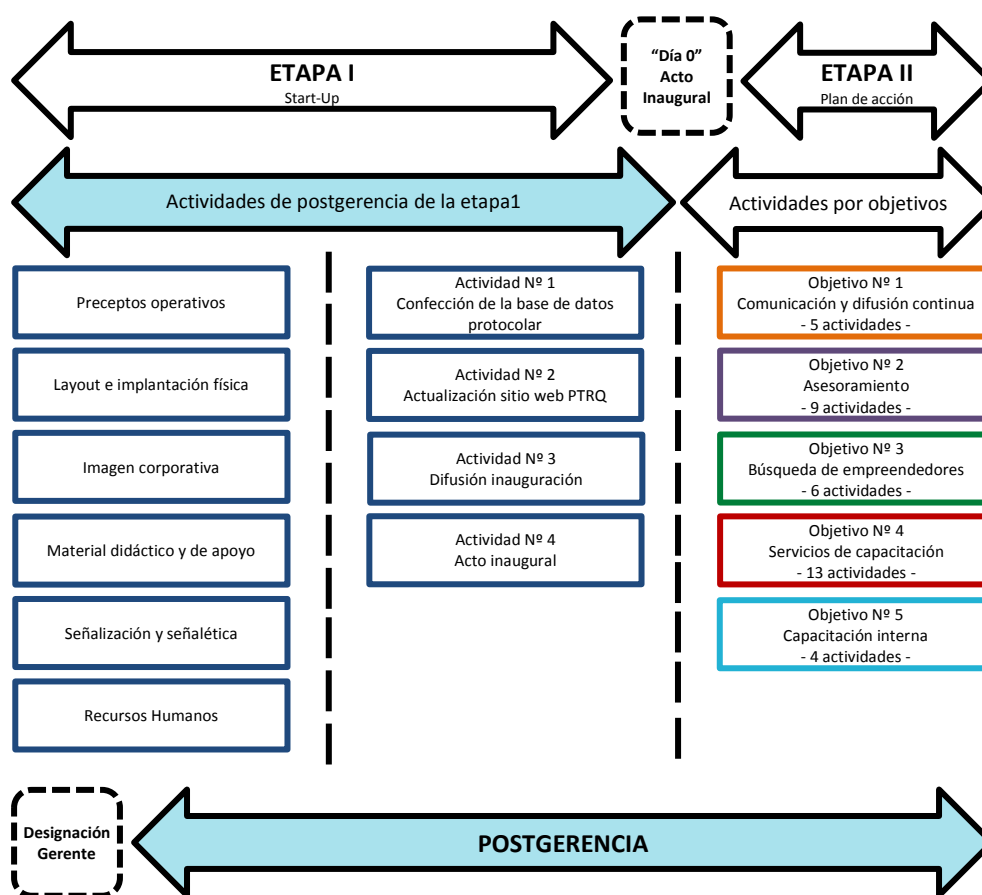 ETAPA I
Start-Up
“Día 0”
Acto
Inaugural
ETAPA II
Plan de acción
Actividades de postgerencia de la etapa1
Actividades por objetivos
Preceptos operativos
Layout e implantación física
Imagen corporativa
Material didáctico y de apoyo
Señalización y señalética
Recursos Humanos
Actividad Nº 1
Confección de la base de datos
protocolar
Actividad Nº 2
Actualización sitio web PTRQ
Actividad Nº 3
Difusión inauguración
Actividad Nº 4
Acto inaugural
Objetivo Nº 1
Comunicación y difusión continua
- 5 actividades -
Objetivo Nº 2
Asesoramiento
- 9 actividades -
Objetivo Nº 3
Búsqueda de empreendedores
- 6 actividades -
Objetivo Nº 4
Servicios de capacitación
- 13 actividades -
Objetivo Nº 5
Capacitación interna
- 4 actividades -
Designación
Gerente
POSTGERENCIA